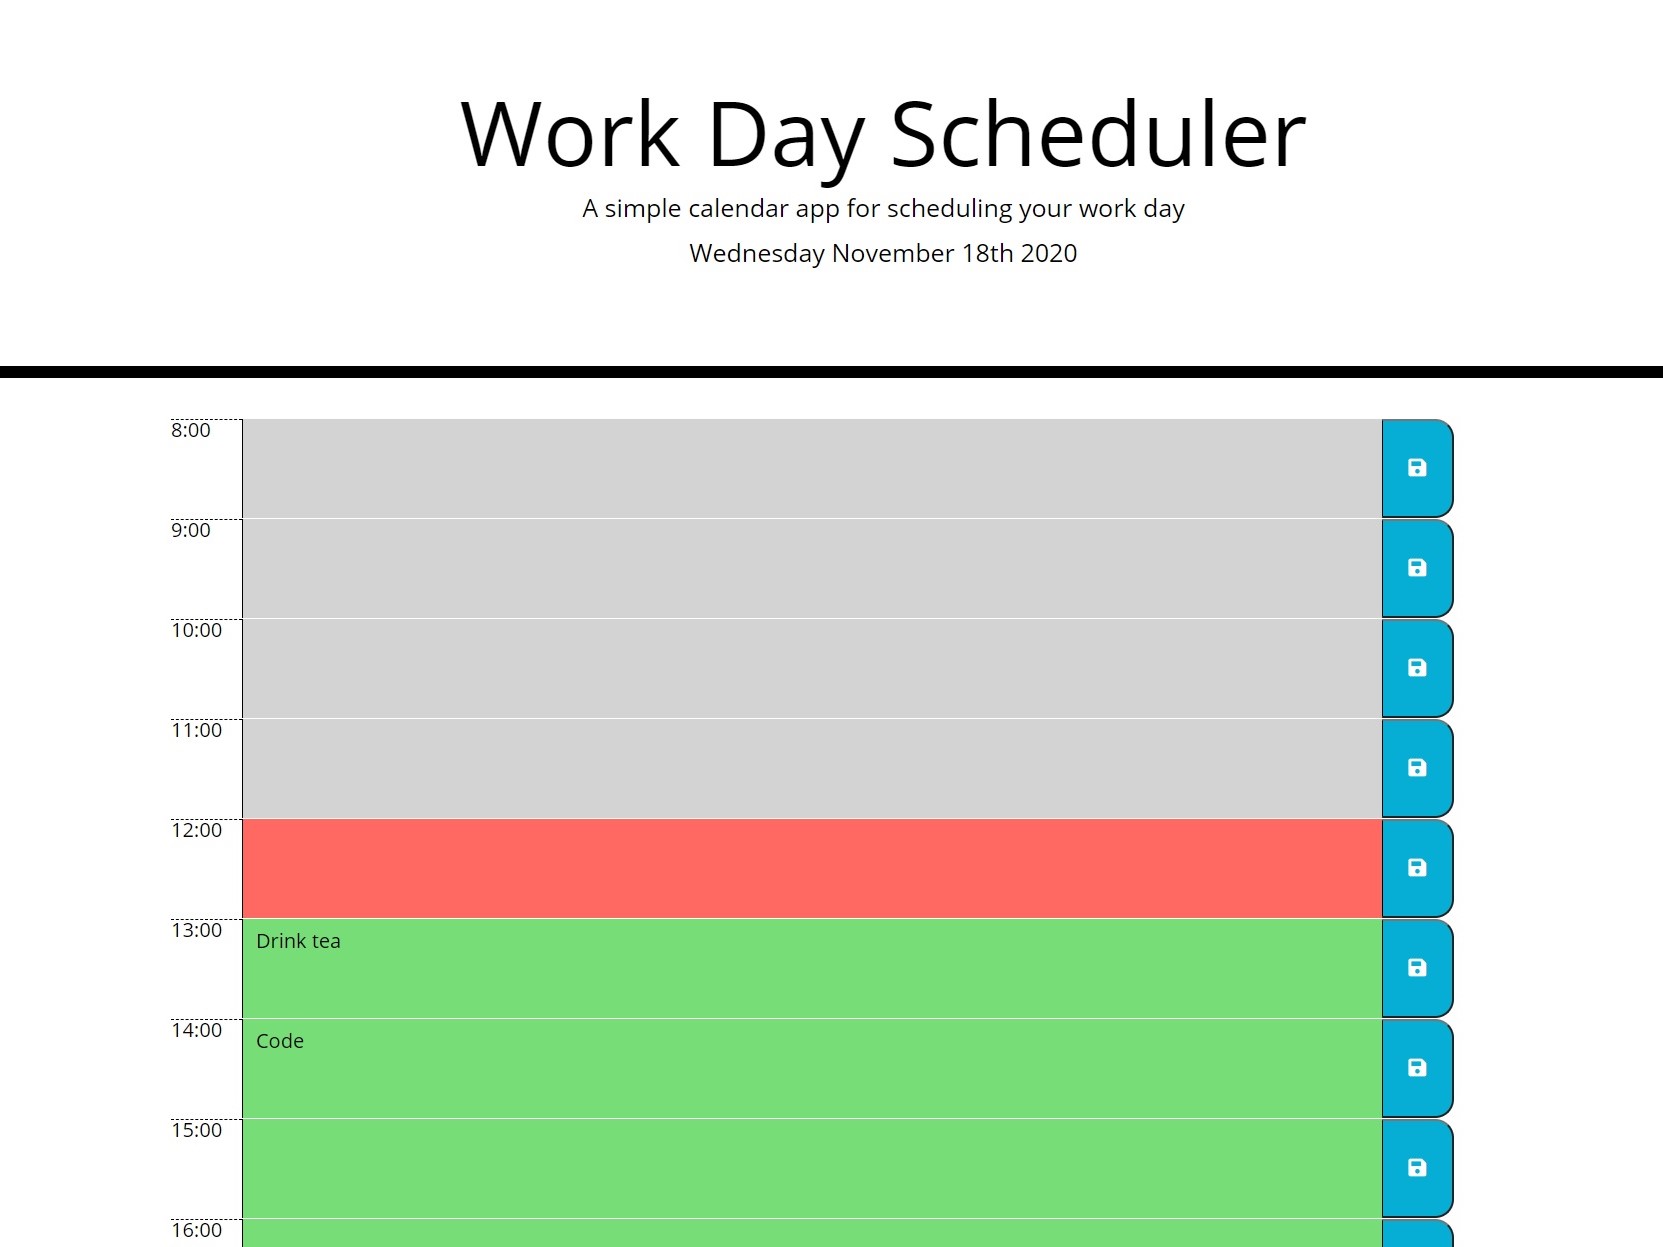 Work Day Scheduler
A simple calendar app for scheduling your work day
Wednesday November 18th 2020
8:00
9:00
10:00
11:00
12:00
13:00
Drink tea
14:00
Code
15:00
16:00